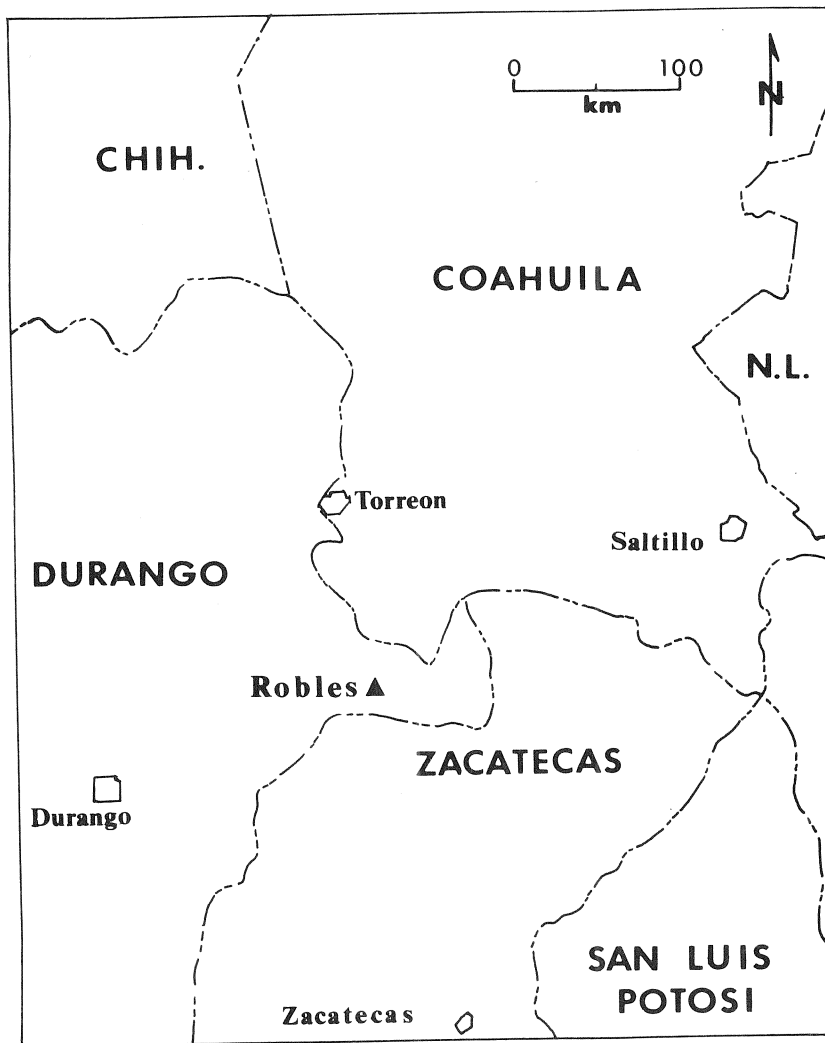 0 100
km
N
CHIH.
COAHUILA
N.L.
Torreon
Saltillo
DURANGO
Robles
ZACATECAS
Durango
SAN LUIS
POTOSI
Zacatecas